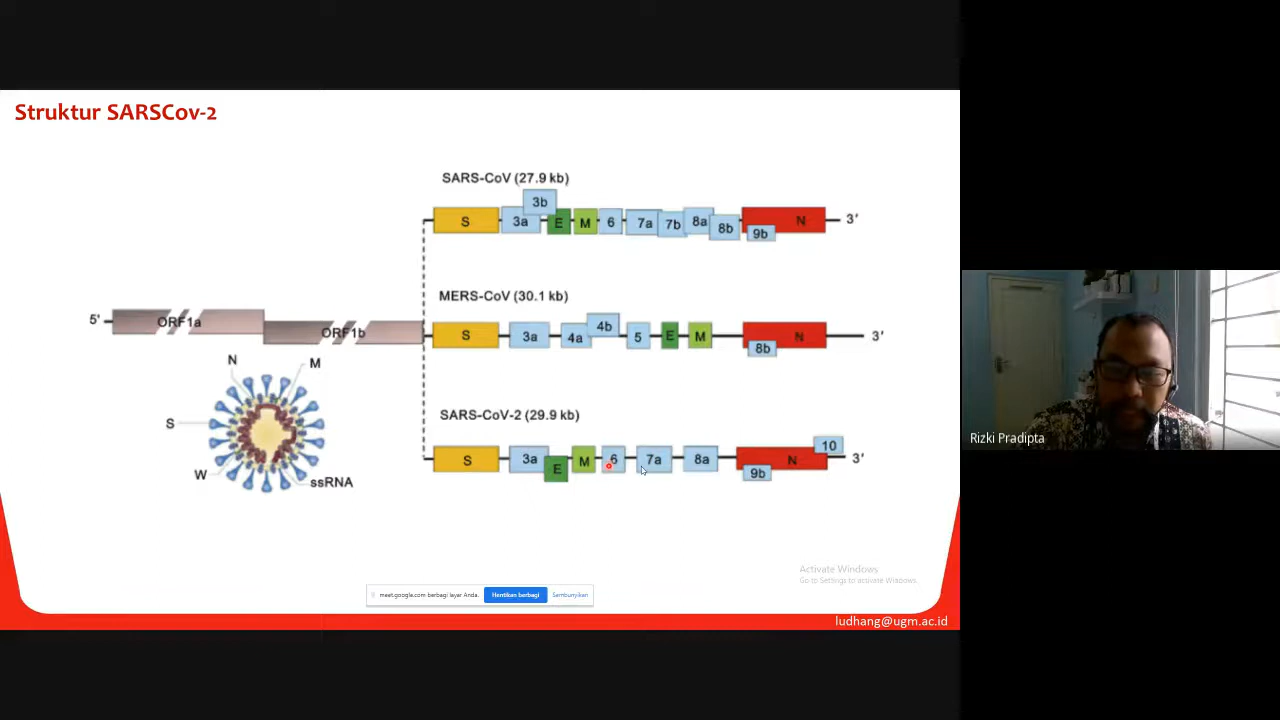 Struktur SARSCov-2
SARS-CoV (27.9 kb)
S 3a 3b E M 6 7a 7b 8a 8b 9b N 3′
MERS-CoV (30.1 kb)
5' ORF1a ORF1b
S 3a 4a 4b 5 E M 8b N 3′
SARS-CoV-2 (29.9 kb)
S 3a E M 6 7a 8a 9b N 10 3′
N
M
S
W
ssRNA
Rizki Pradipta
Activate Windows
Go to Settings to activate Windows.
meet.google.com berbagi layar Anda. Hentikan berbagi Sembunyikan
ludhang@ugm.ac.id